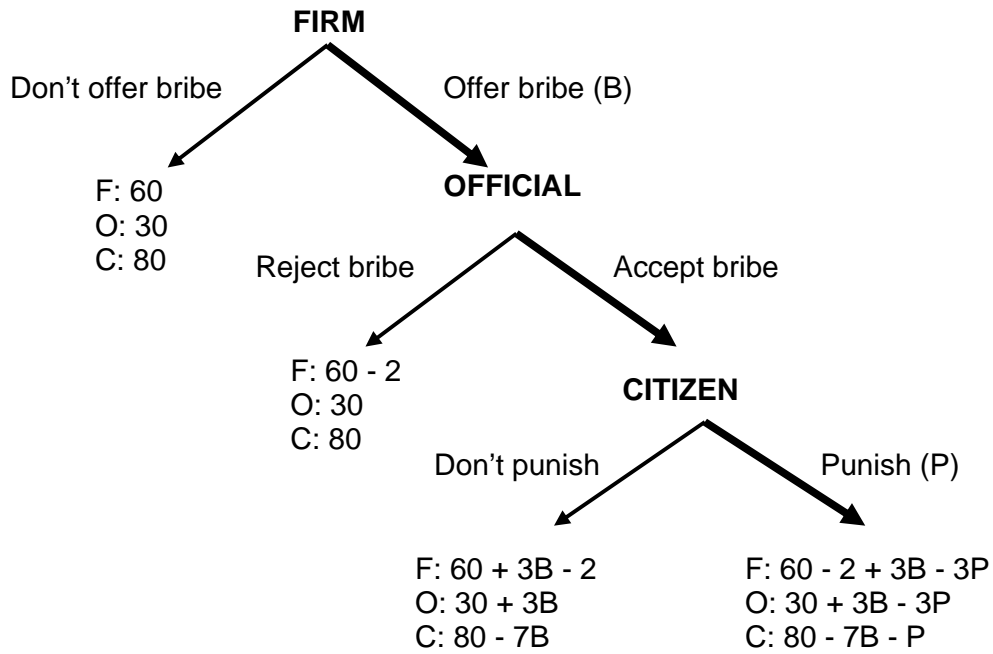 FIRM
Don’t offer bribe
Offer bribe (B)
F: 60
O: 30
C: 80
OFFICIAL
Reject bribe
Accept bribe
F: 60 - 2
O: 30
C: 80
CITIZEN
Don’t punish
Punish (P)
F: 60 + 3B - 2
O: 30 + 3B
C: 80 - 7B
F: 60 - 2 + 3B - 3P
O: 30 + 3B - 3P
C: 80 - 7B - P